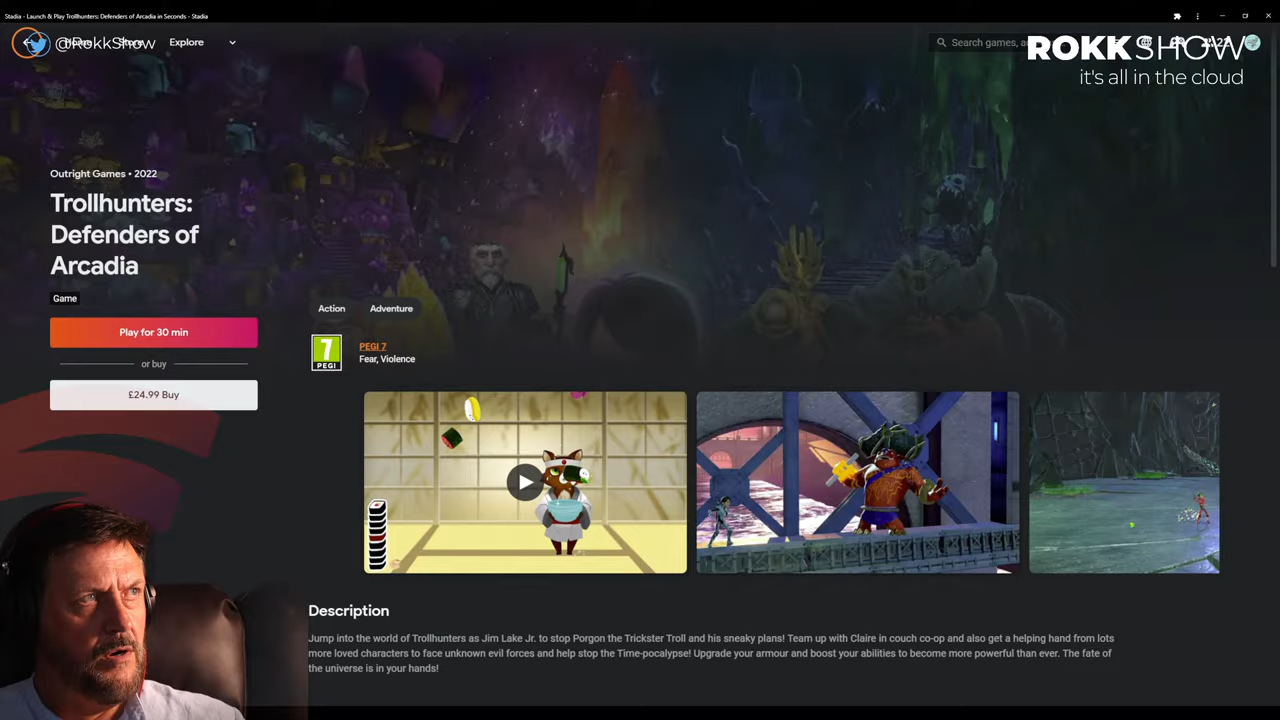 Stadia - Launch & Play Trollhunters: Defenders of Arcadia in Seconds - Stadia
@RokkShow
Explore
Search games, a
ROKKSHOW
it's all in the cloud
Outright Games • 2022
Trollhunters:
Defenders of
Arcadia
Game
Play for 30 min
or buy
£24.99 Buy
Action
Adventure
7
PEGI
PEGI 7
Fear, Violence
Description
Jump into the world of Trollhunters as Jim Lake Jr. to stop Porgon the Trickster Troll and his sneaky plans! Team up with Claire in couch co-op and also get a helping hand from lots
more loved characters to face unknown evil forces and help stop the Time-pocalypse! Upgrade your armour and boost your abilities to become more powerful than ever. The fate of
the universe is in your hands!